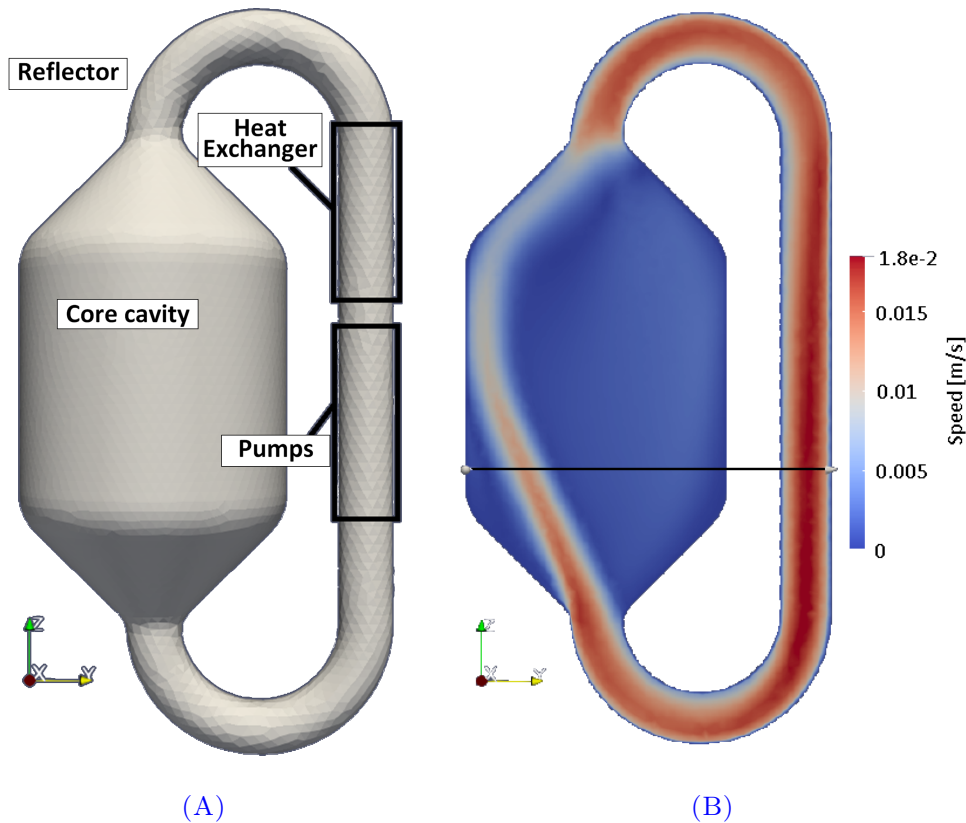 Reflector
Heat
Exchanger
Core cavity
Pumps
Z
X
Y
(A)
1.8e-2
0.015
0.01
0.005
0
Speed [m/s]
Z
X
Y
(B)